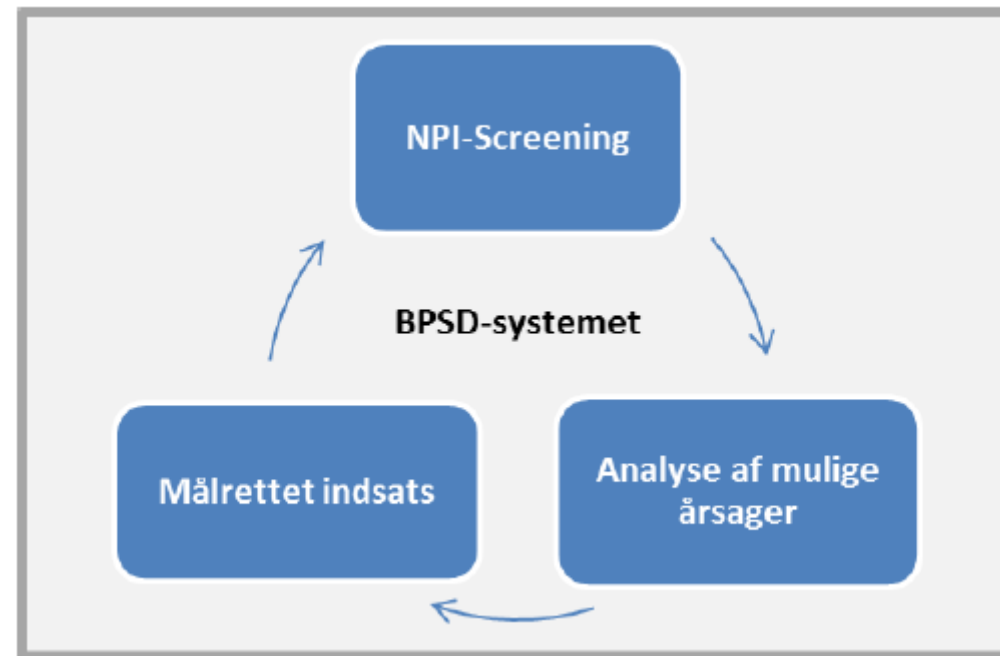 NPI-Screening
BPSD-systemet
Målrettet indsats
Analyse af mulige
årsager